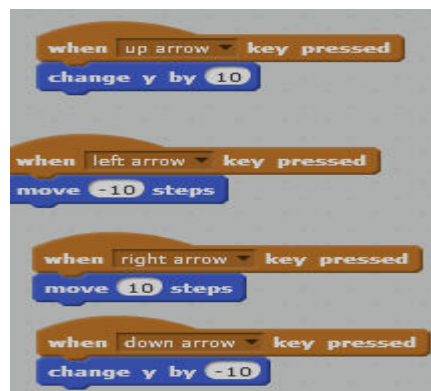 when up arrow key pressed
change y by 10
when left arrow key pressed
move -10 steps
when right arrow key pressed
move 10 steps
when down arrow key pressed
change y by -10